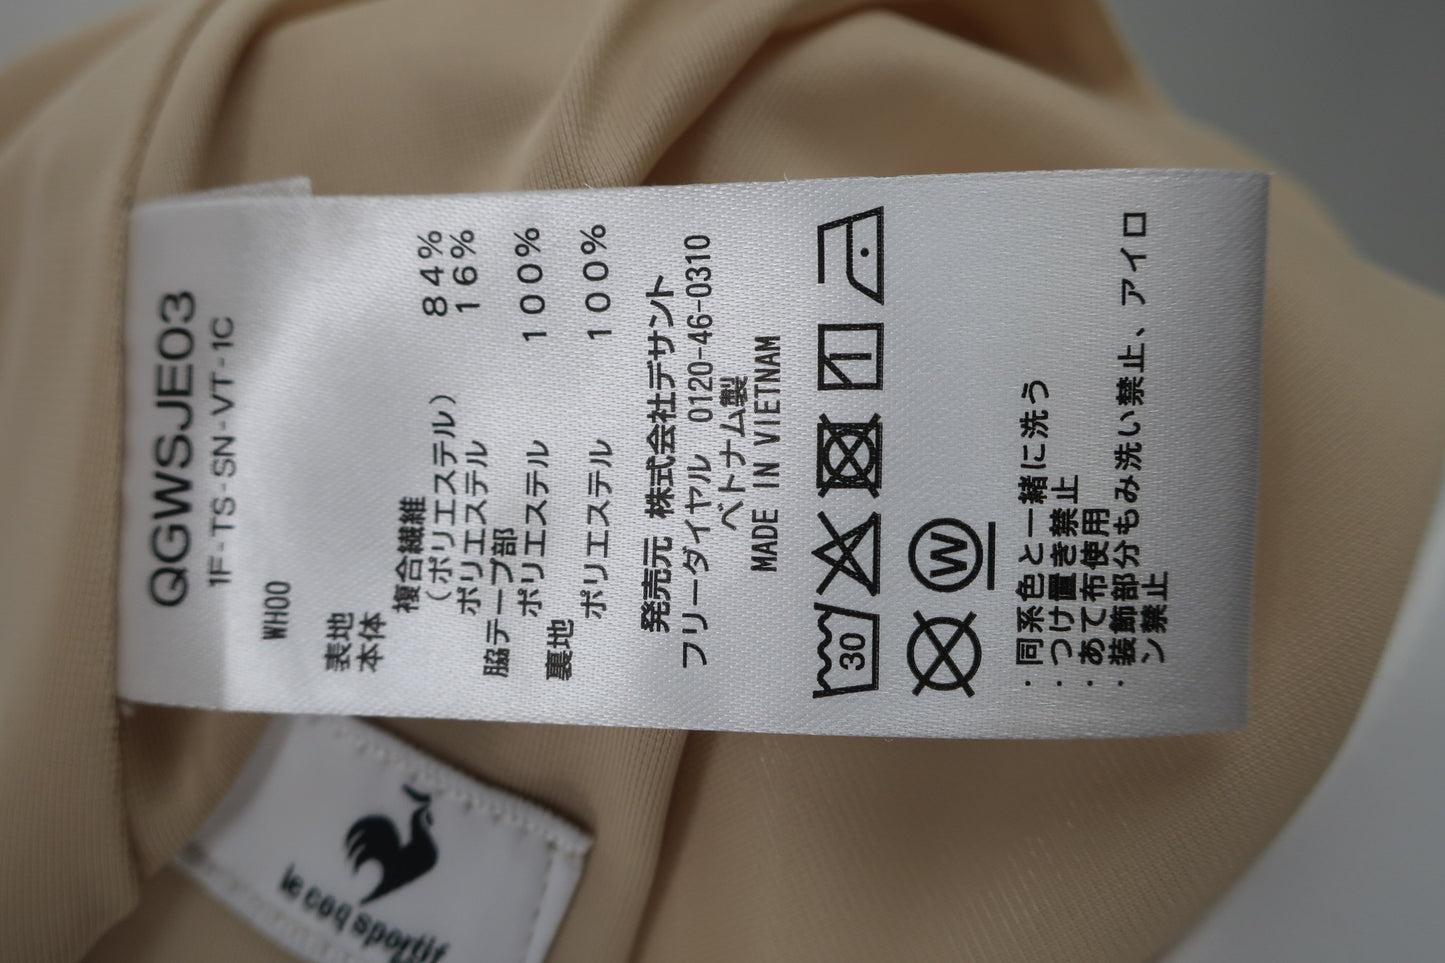 QGWSJE03
1F-TS-SN-VT-1C
WH00
表地
本体
複合繊維
(ポリエステル) 84%
ポリエステル 16%
脇テープ部
ポリエステル 100%
裏地
ポリエステル 100%
発売元 株式会社デサント
フリーダイヤル 0120-46-0310
ベトナム製
MADE IN VIETNAM
30
W
・同系色と一緒に洗う
・つけ置き禁止
・あて布使用
・装飾部分もみ洗い禁止、アイロ
ン禁止
le coq sportif